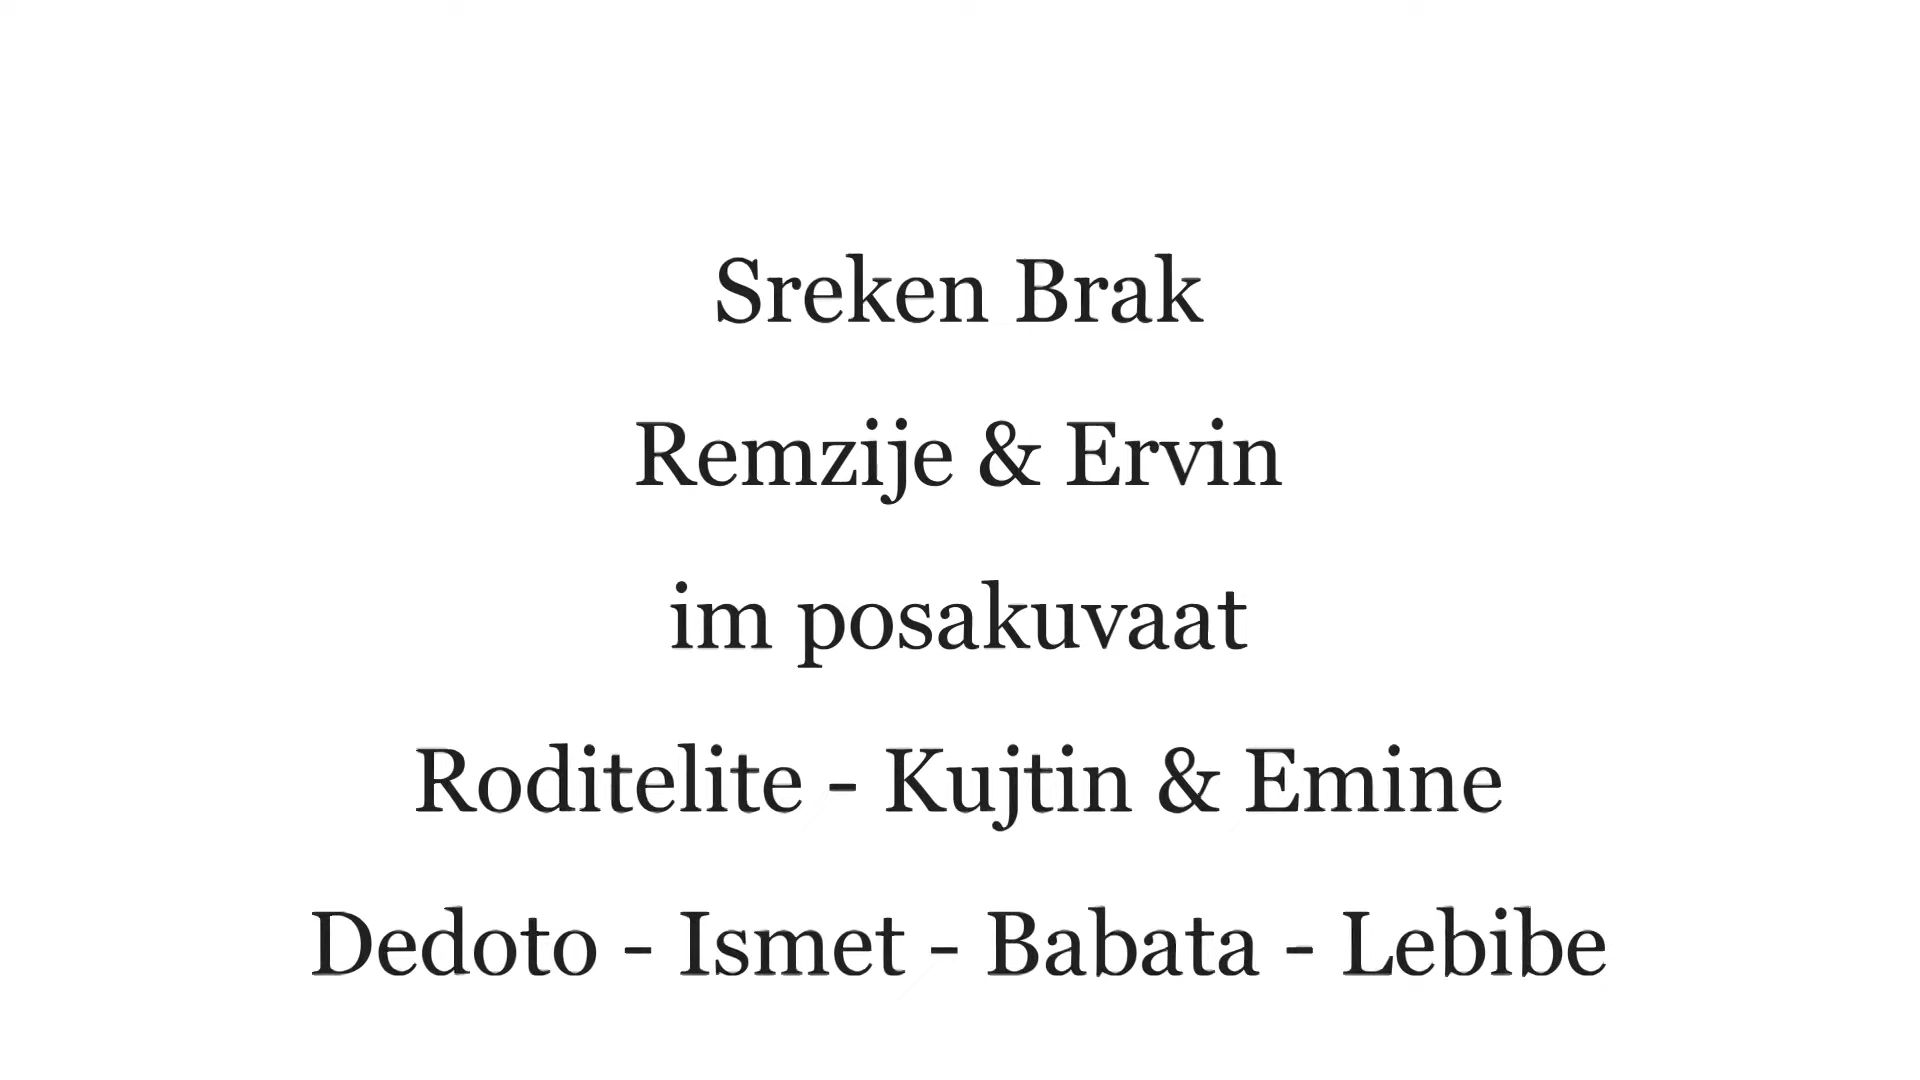 Sreken Brak
Remzije & Ervin
im posakuvaat
Roditelite - Kujtin & Emine
Dedoto - Ismet - Babata - Lebibe